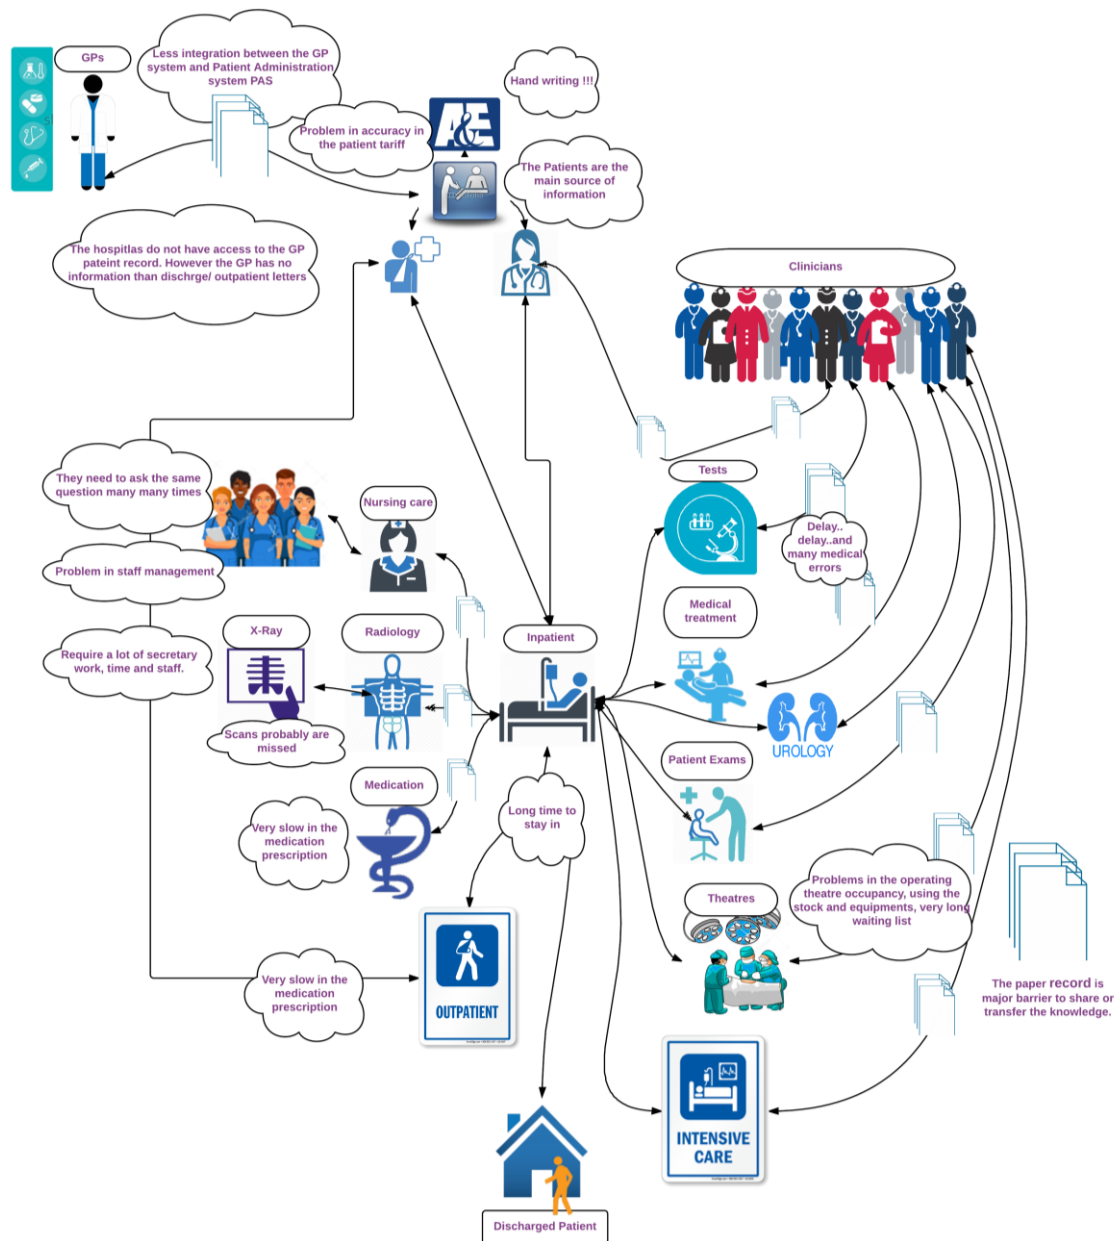 GPs
Less integration between the GP
system and Patient Administration
system PAS
Hand writing !!!
A&E
Problem in accuracy in
the patient tariff
The Patients are the
main source of
information
The hospitlas do not have access to the GP
pateint record. However the GP has no
information than dischrge/ outpatient letters
Clinicians
They need to ask the same
question many many times
Nursing care
Tests
Delay..
delay..and
many medical
errors
Problem in staff management
Medical
treatment
X-Ray
Radiology
Inpatient
Require a lot of secretary
work, time and staff.
Scans probably are
missed
UROLOGY
Patient Exams
Medication
Long time to
stay in
Very slow in the
medication
prescription
Problems in the operating
theatre occupancy, using the
stock and equipments, very long
waiting list
Theatres
Very slow in the
medication
prescription
OUTPATIENT
The paper record is
major barrier to share or
transfer the knowledge.
INTENSIVE
CARE
Discharged Patient